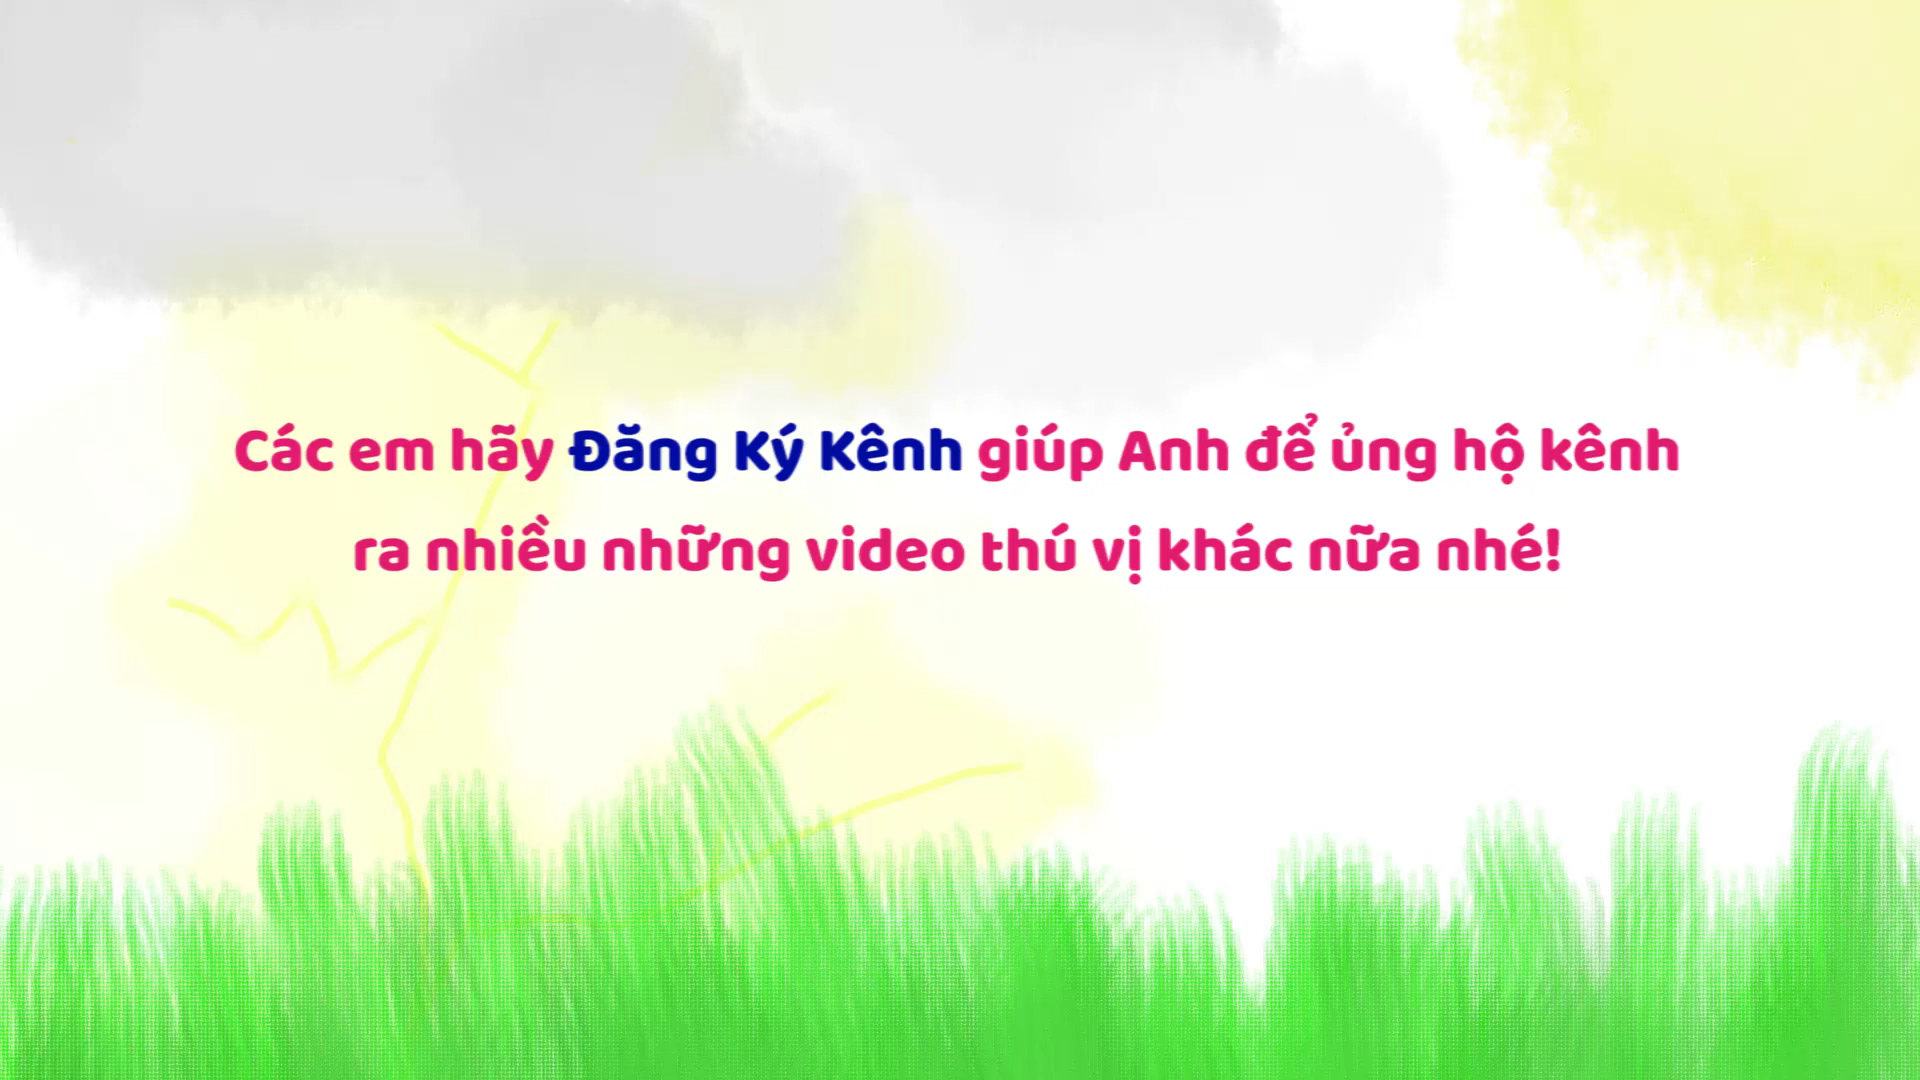 Các em hãy Đăng Ký Kênh giúp Anh để ủng hộ kênh
ra nhiều những video thú vị khác nữa nhé!